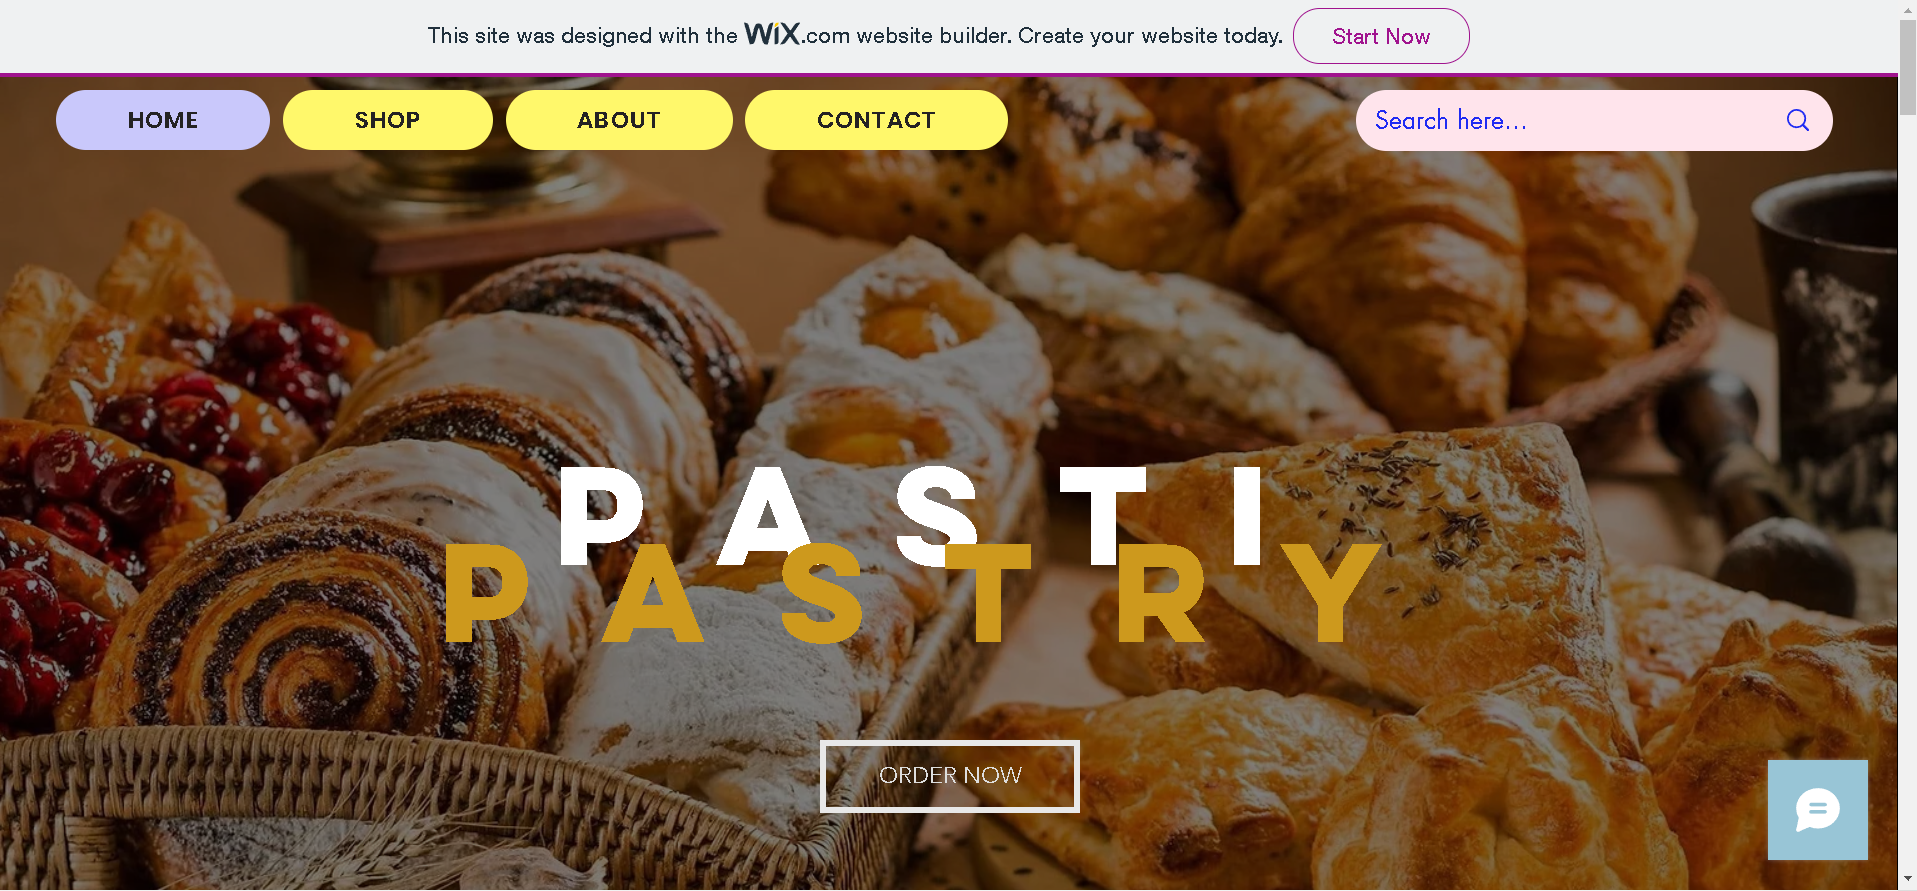 This site was designed with the WiX.com website builder. Create your website today. Start Now
HOME SHOP ABOUT CONTACT Search here...
PASTI
PASTRY
ORDER NOW